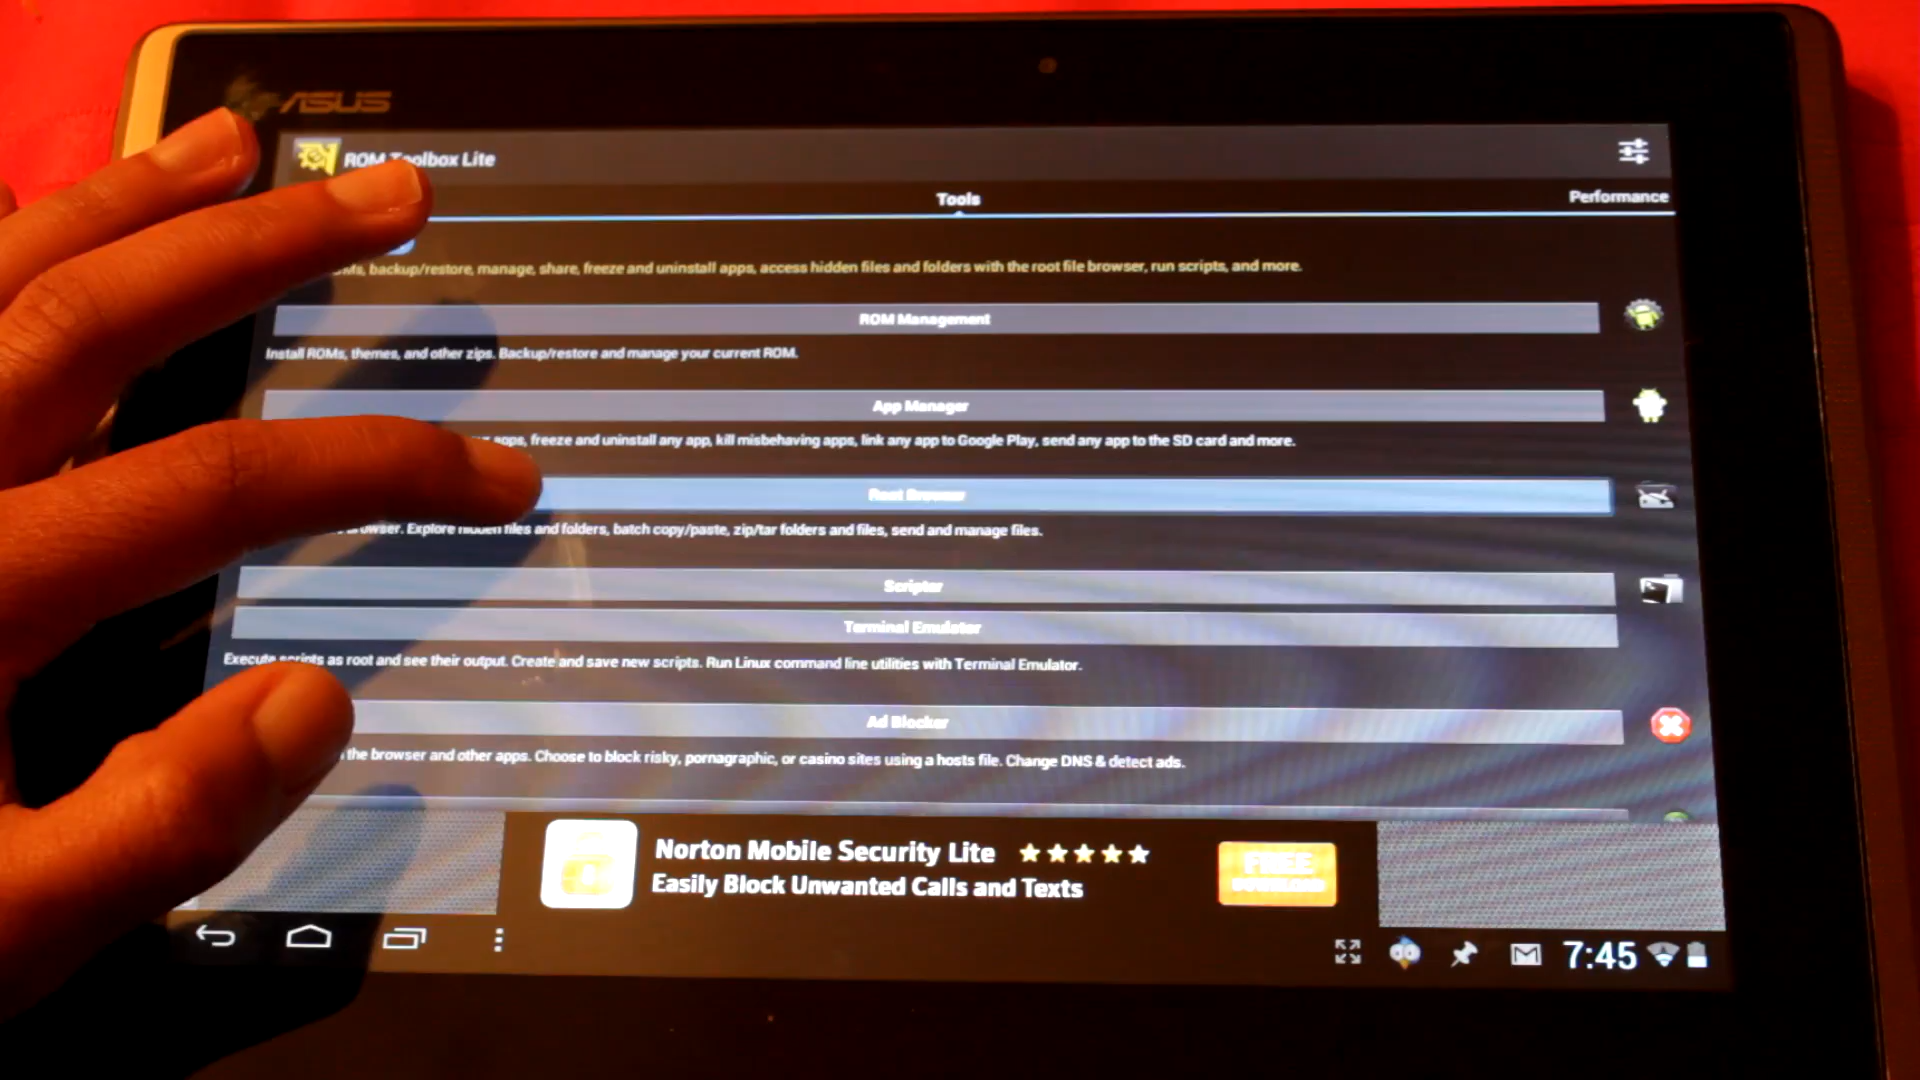 ASUS
ROM Toolbox Lite
Tools
Performance
backup/restore, manage, share, freeze and uninstall apps, access hidden files and folders with the root file browser, run scripts, and more.
ROM Management
Install ROMs, themes, and other zips. Backup/restore and manage your current ROM.
App Manager
apps, freeze and uninstall any app, kill misbehaving apps, link any app to Google Play, send any app to the SD card and more.
Root Browser
Explore hidden files and folders, batch copy/paste, zip/tar folders and files, send and manage files.
Scripter
Terminal Emulator
Execute scripts as root and see their output. Create and save new scripts. Run Linux command line utilities with Terminal Emulator.
Ad Blocker
the browser and other apps. Choose to block risky, pornagraphic, or casino sites using a hosts file. Change DNS & detect ads.
Norton Mobile Security Lite
Easily Block Unwanted Calls and Texts
FREE
DOWNLOAD
7:45